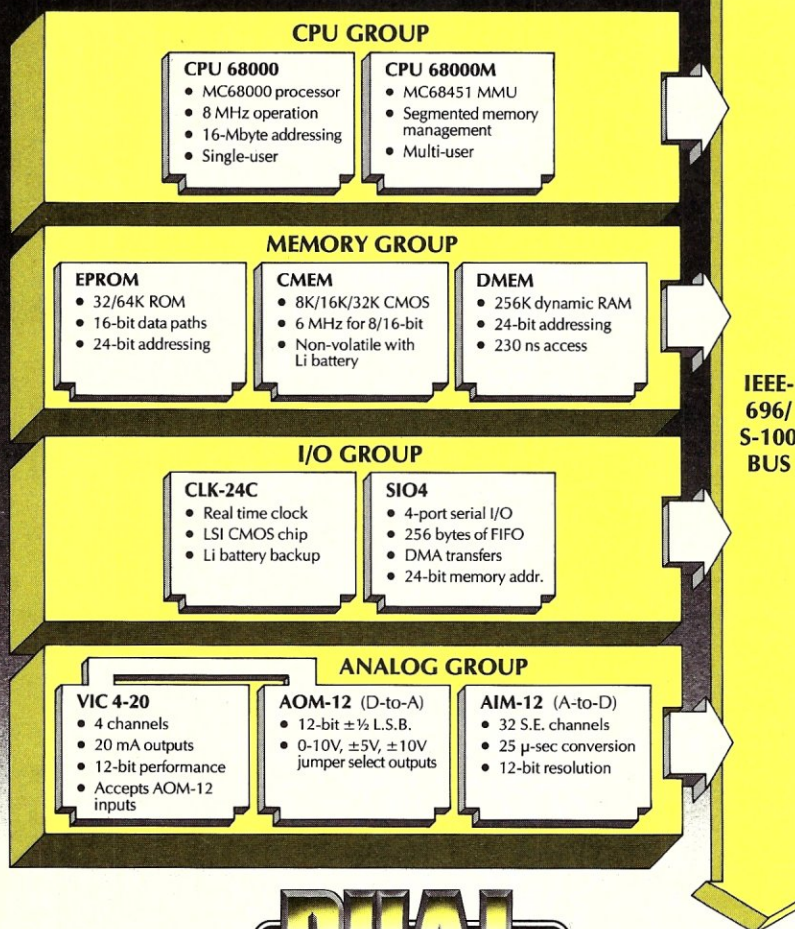 CPU GROUP
CPU 68000
• MC68000 processor
• 8 MHz operation
• 16-Mbyte addressing
• Single-user
CPU 68000M
• MC68451 MMU
• Segmented memory
management
• Multi-user
MEMORY GROUP
EPROM
• 32/64K ROM
• 16-bit data paths
• 24-bit addressing
CMEM
• 8K/16K/32K CMOS
• 6 MHz for 8/16-bit
• Non-volatile with
Li battery
DMEM
• 256K dynamic RAM
• 24-bit addressing
• 230 ns access
I/O GROUP
CLK-24C
• Real time clock
• LSI CMOS chip
• Li battery backup
SIO4
• 4-port serial I/O
• 256 bytes of FIFO
• DMA transfers
• 24-bit memory addr.
ANALOG GROUP
VIC 4-20
• 4 channels
• 20 mA outputs
• 12-bit performance
• Accepts AOM-12
inputs
AOM-12 (D-to-A)
• 12-bit ±½ L.S.B.
• 0-10V, ±5V, ±10V
jumper select outputs
AIM-12 (A-to-D)
• 32 S.E. channels
• 25 μ-sec conversion
• 12-bit resolution
IEEE-
696/
S-100
BUS
DUAL